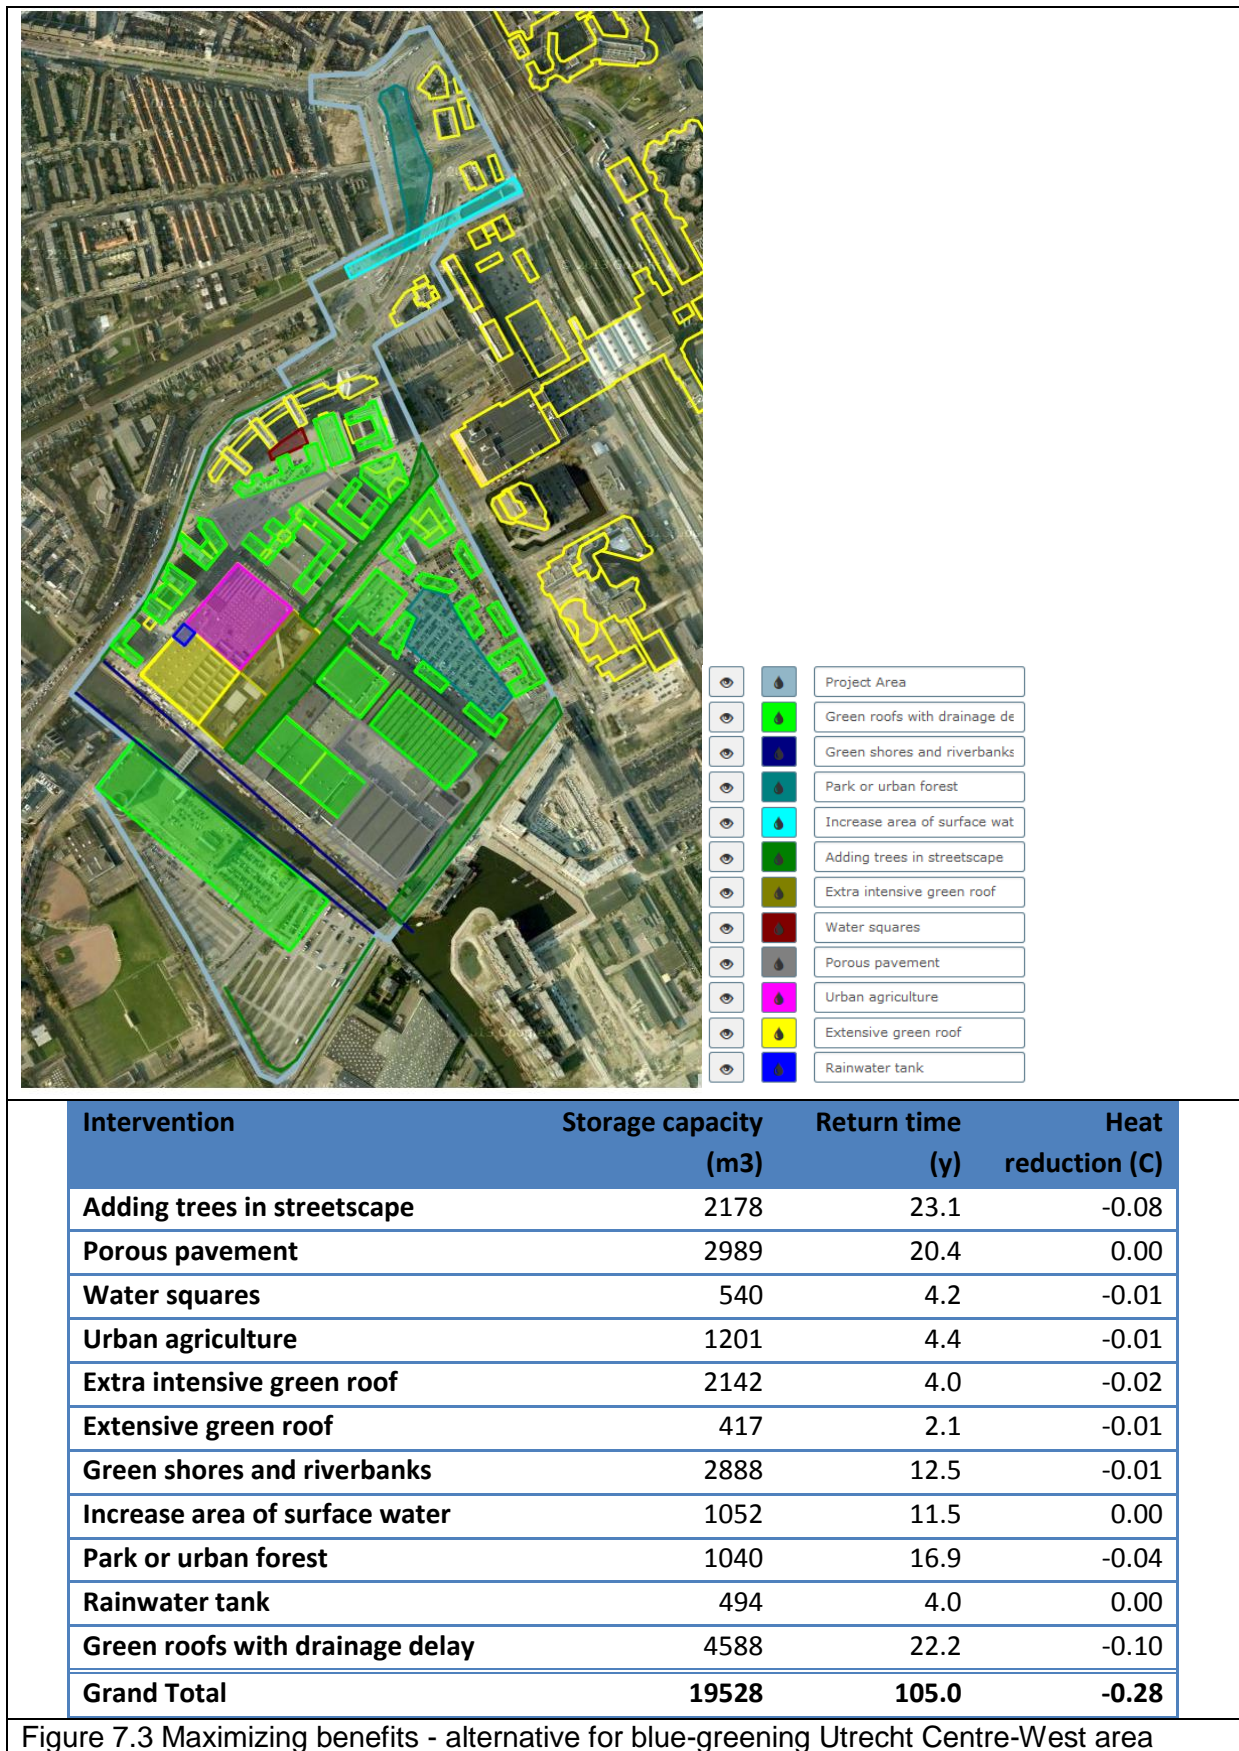 Project Area
Green roofs with drainage de
Green shores and riverbanks
Park or urban forest
Increase area of surface wat
Adding trees in streetscape
Extra intensive green roof
Water squares
Porous pavement
Urban agriculture
Extensive green roof
Rainwater tank
Intervention Storage capacity (m3) Return time (y) Heat reduction (C)
Adding trees in streetscape 2178 23.1 -0.08
Porous pavement 2989 20.4 0.00
Water squares 540 4.2 -0.01
Urban agriculture 1201 4.4 -0.01
Extra intensive green roof 2142 4.0 -0.02
Extensive green roof 417 2.1 -0.01
Green shores and riverbanks 2888 12.5 -0.01
Increase area of surface water 1052 11.5 0.00
Park or urban forest 1040 16.9 -0.04
Rainwater tank 494 4.0 0.00
Green roofs with drainage delay 4588 22.2 -0.10
Grand Total 19528 105.0 -0.28
Figure 7.3 Maximizing benefits - alternative for blue-greening Utrecht Centre-West area